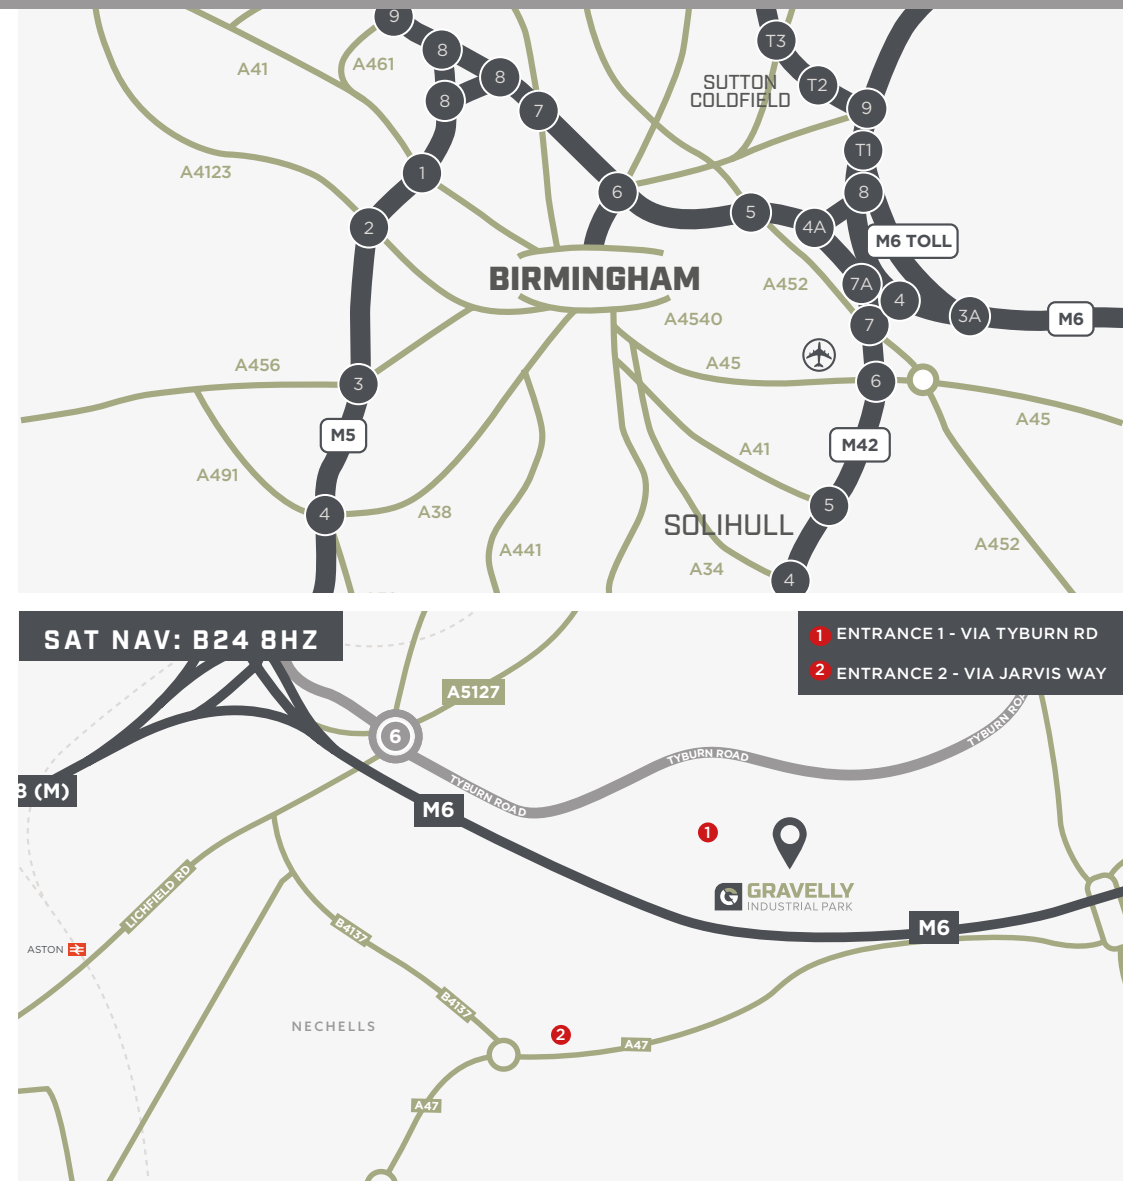 9
8
T3
A41
A461
8
T2
SUTTON
COLDFIELD
8
7
9
T1
A4123
1
6
8
2
5
4A
M6 TOLL
BIRMINGHAM
A452
7A
4
3A
M6
A4540
7
A45
A456
3
6
A45
M5
M42
A41
A491
4
A38
5
SOLIHULL
A441
A452
A34
4
SAT NAV: B24 8HZ
1 ENTRANCE 1 - VIA TYBURN RD
2 ENTRANCE 2 - VIA JARVIS WAY
A5127
6
TYBURN ROAD
TYBURN ROAD
8 (M)
TYBURN ROAD
M6
1
GRAVELLY
INDUSTRIAL PARK
LICHFIELD RD
M6
B4137
ASTON
B4137
NECHELLS
2
A47
A47